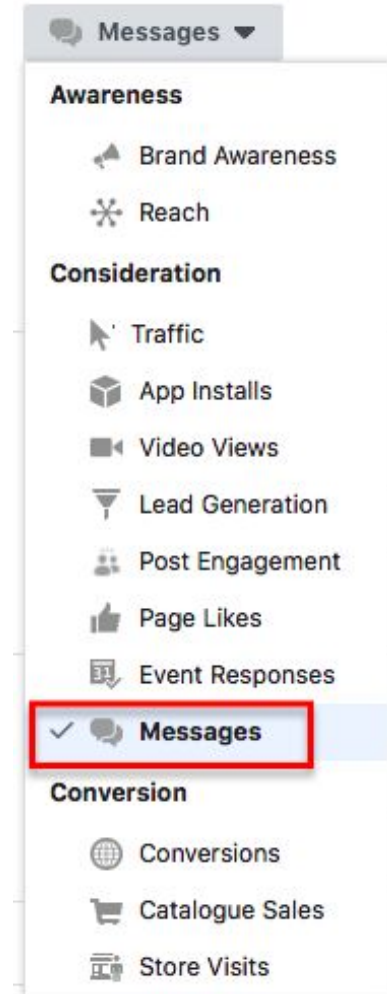 Messages
Awareness
Brand Awareness
Reach
Consideration
Traffic
App Installs
Video Views
Lead Generation
Post Engagement
Page Likes
31 Event Responses
Messages
Conversion
Conversions
Catalogue Sales
Store Visits